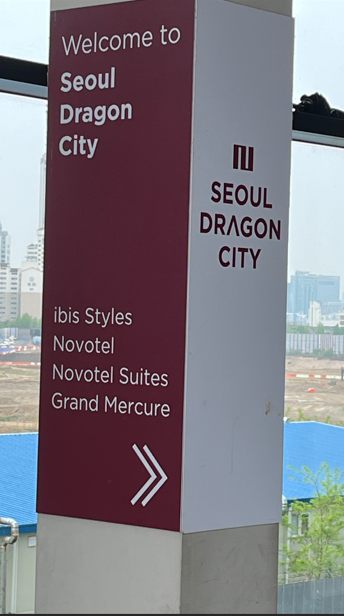 Welcome to
Seoul
Dragon
City
ibis Styles
Novotel
Novotel Suites
Grand Mercure
SEOUL
DRAGON
CITY